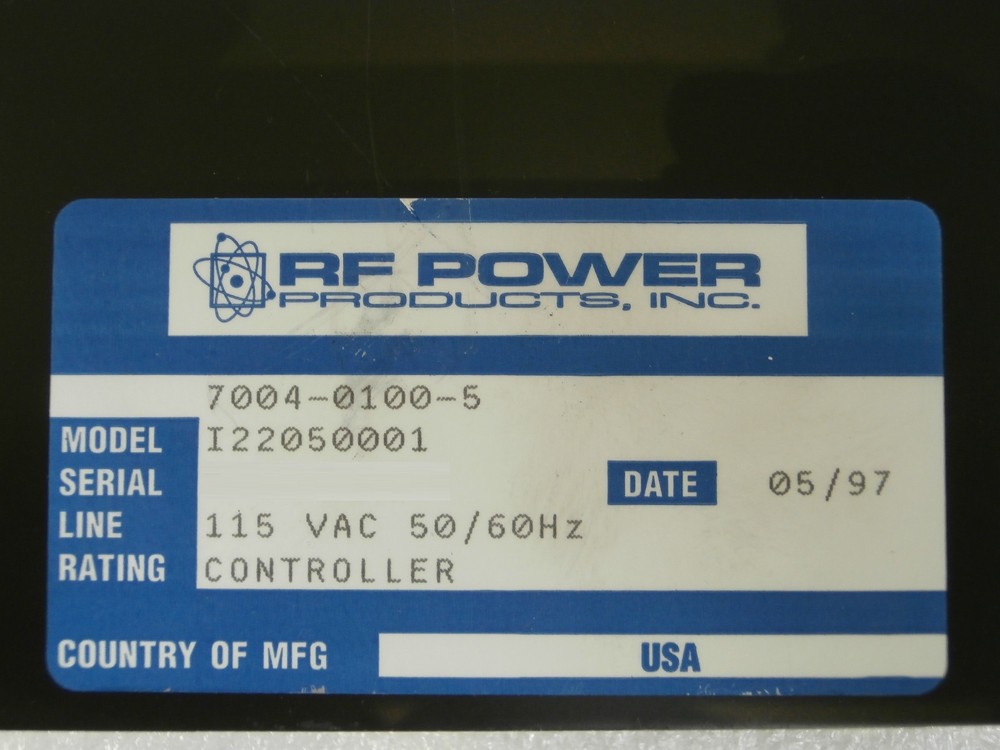 RF POWER
PRODUCTS, INC.
7004-0100-5
MODEL I22050001
SERIAL DATE 05/97
LINE 115 VAC 50/60Hz
RATING CONTROLLER
COUNTRY OF MFG USA